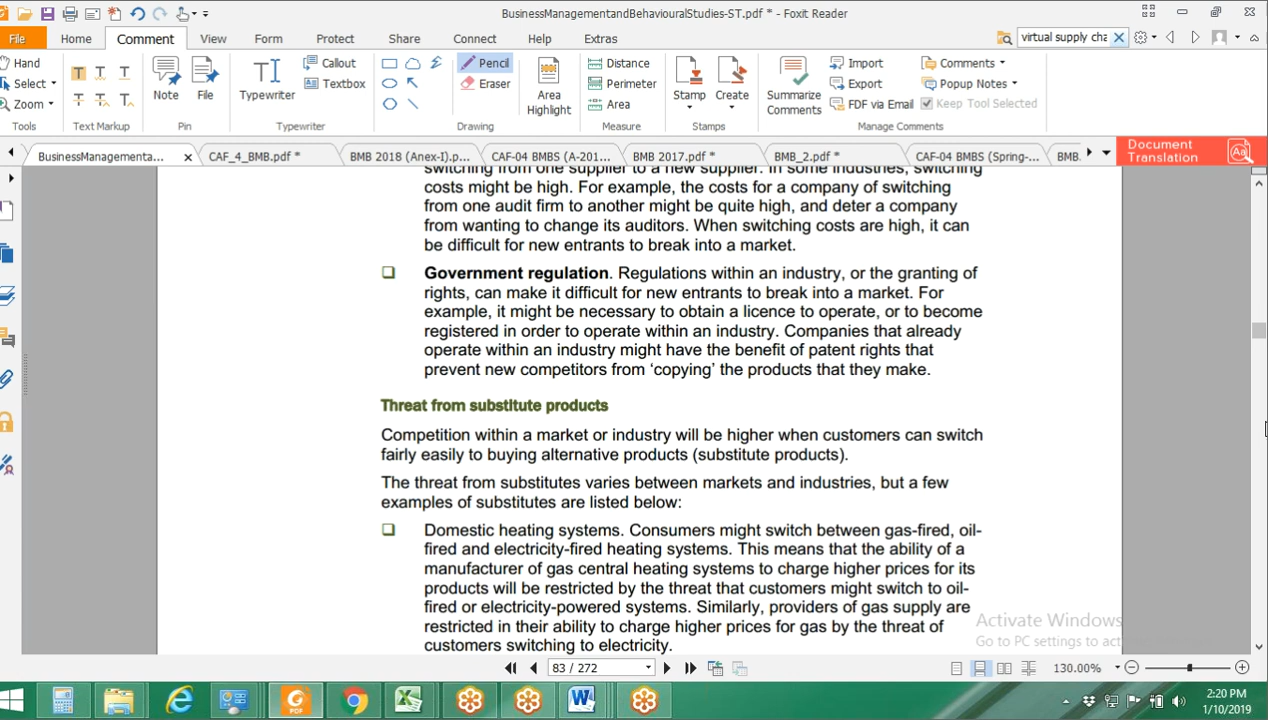 BusinessManagementandBehaviouralStudies-ST.pdf * - Foxit Reader
File Home Comment View Form Protect Share Connect Help Extras
virtual supply cha
Hand
Select
Zoom
Tools
Text Markup
Note
File
Pin
Typewriter
Callout
Textbox
Typewriter
Pencil
Eraser
Area
Highlight
Drawing
Distance
Perimeter
Area
Measure
Stamp
Create
Stamps
Summarize
Comments
Import
Export
FDF via Email
Comments
Popup Notes
Keep Tool Selected
Manage Comments
BusinessManagementa...
CAF_4_BMB.pdf *
BMB 2018 (Anex-I).p...
CAF-04 BMBS (A-201...
BMB 2017.pdf *
BMB_2.pdf *
CAF-04 BMBS (Spring-...
BMB.
Document
Translation
switching from one supplier to a new supplier. In some industries, switching
costs might be high. For example, the costs for a company of switching
from one audit firm to another might be quite high, and deter a company
from wanting to change its auditors. When switching costs are high, it can
be difficult for new entrants to break into a market.
Government regulation. Regulations within an industry, or the granting of
rights, can make it difficult for new entrants to break into a market. For
example, it might be necessary to obtain a licence to operate, or to become
registered in order to operate within an industry. Companies that already
operate within an industry might have the benefit of patent rights that
prevent new competitors from ‘copying’ the products that they make.
Threat from substitute products
Competition within a market or industry will be higher when customers can switch
fairly easily to buying alternative products (substitute products).
The threat from substitutes varies between markets and industries, but a few
examples of substitutes are listed below:
Domestic heating systems. Consumers might switch between gas-fired, oil-
fired and electricity-fired heating systems. This means that the ability of a
manufacturer of gas central heating systems to charge higher prices for its
products will be restricted by the threat that customers might switch to oil-
fired or electricity-powered systems. Similarly, providers of gas supply are
restricted in their ability to charge higher prices for gas by the threat of
customers switching to electricity.
Activate Windows
Go to PC settings to act
83 / 272
130.00%
2:20 PM
1/10/2019